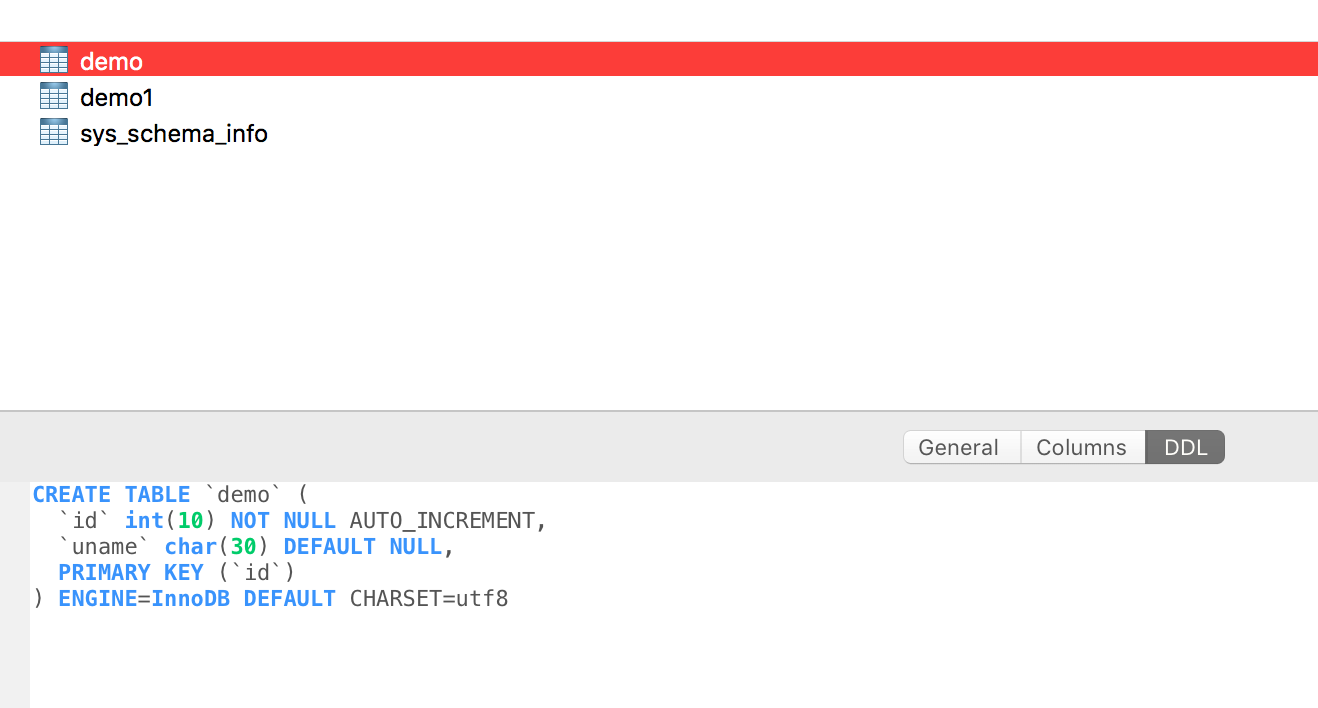 demo
demo1
sys_schema_info
General Columns DDL
CREATE TABLE `demo` (
  `id` int(10) NOT NULL AUTO_INCREMENT,
  `uname` char(30) DEFAULT NULL,
  PRIMARY KEY (`id`)
) ENGINE=InnoDB DEFAULT CHARSET=utf8